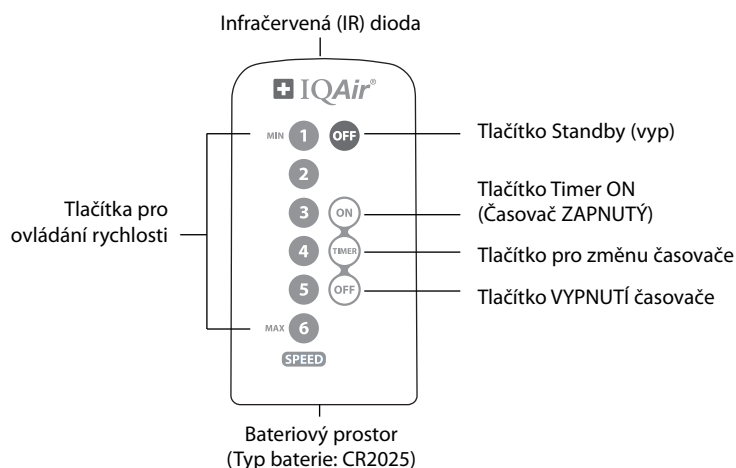 Infračervená (IR) dioda
IQAir®
MIN 1 OFF
Tlačítko Standby (vyp)
2
Tlačítko Timer ON
(Časovač ZAPNUTÝ)
3 ON
Tlačítka pro
ovládání rychlosti
4 TIMER
Tlačítko pro změnu časovače
5 OFF
Tlačítko VYPNUTÍ časovače
MAX 6
SPEED
Bateriový prostor
(Typ baterie: CR2025)